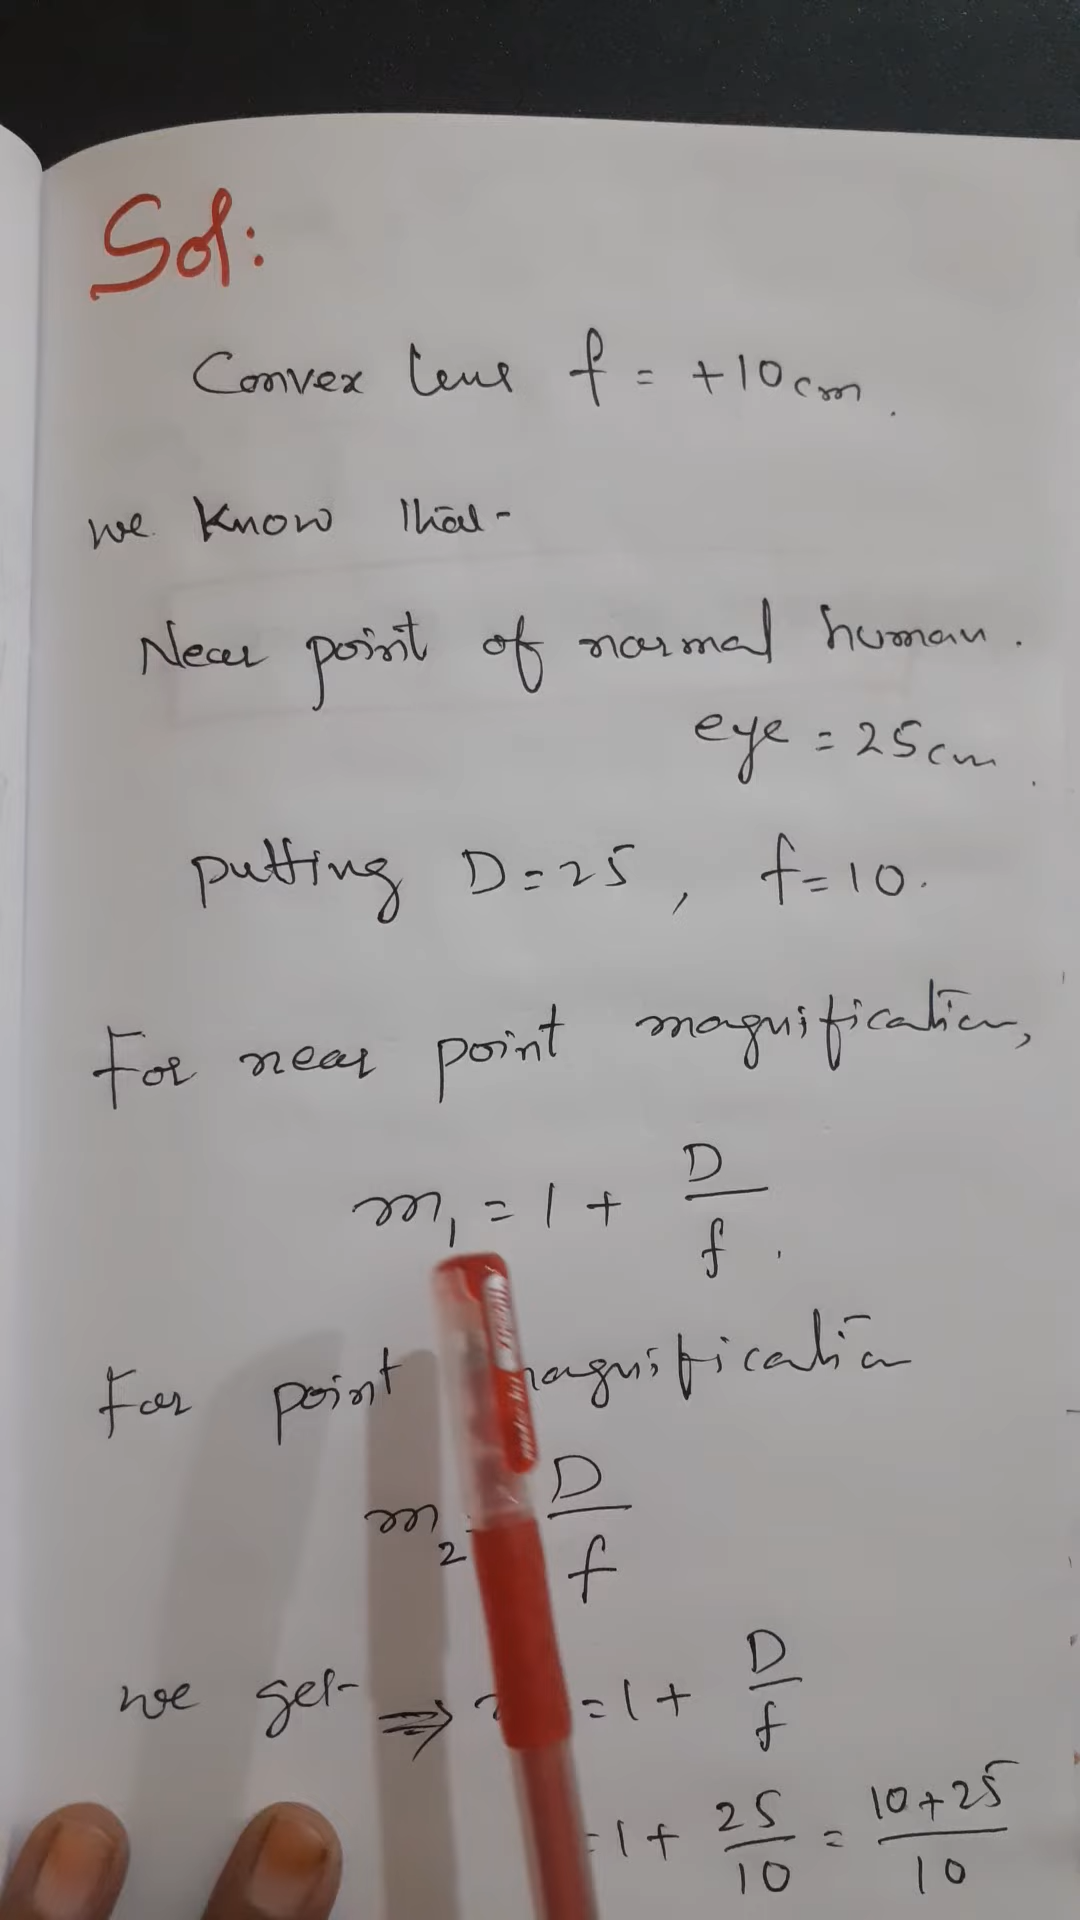 Sol:
Convex lens f = +10cm.
we know that
Near point of normal human.
eye = 25cm.
putting D = 25, f = 10.
For near point magnification,
m₁ = 1 + D/f.
Far point magnification
m₂ D/f
we get ⇒ = 1 + D/f
= 1 + 25/10 = 10+25/10